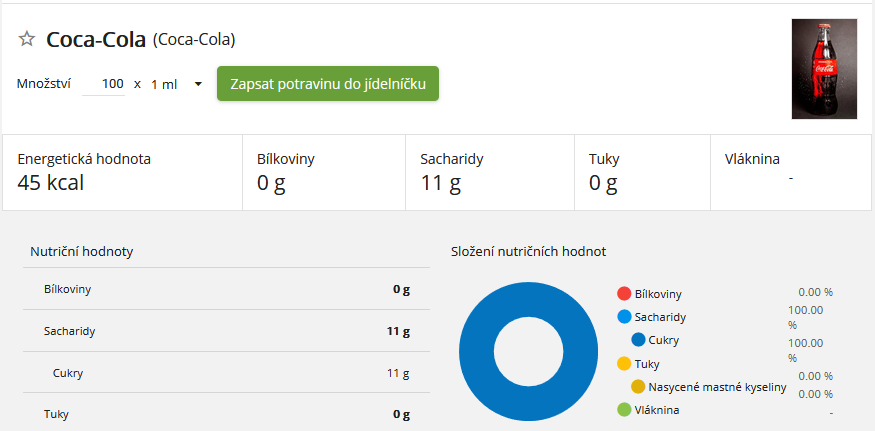 Coca-Cola (Coca-Cola)
Množství 100 x 1 ml
Zapsat potravinu do jídelníčku
Coca-Cola
Energetická hodnota
45 kcal
Bílkoviny
0 g
Sacharidy
11 g
Tuky
0 g
Vláknina
-
Nutriční hodnoty
Bílkoviny 0 g
Sacharidy 11 g
Cukry 11 g
Tuky 0 g
Složení nutričních hodnot
Bílkoviny 0.00 %
Sacharidy 100.00 %
Cukry 100.00 %
Tuky 0.00 %
Nasycené mastné kyseliny 0.00 %
Vláknina -